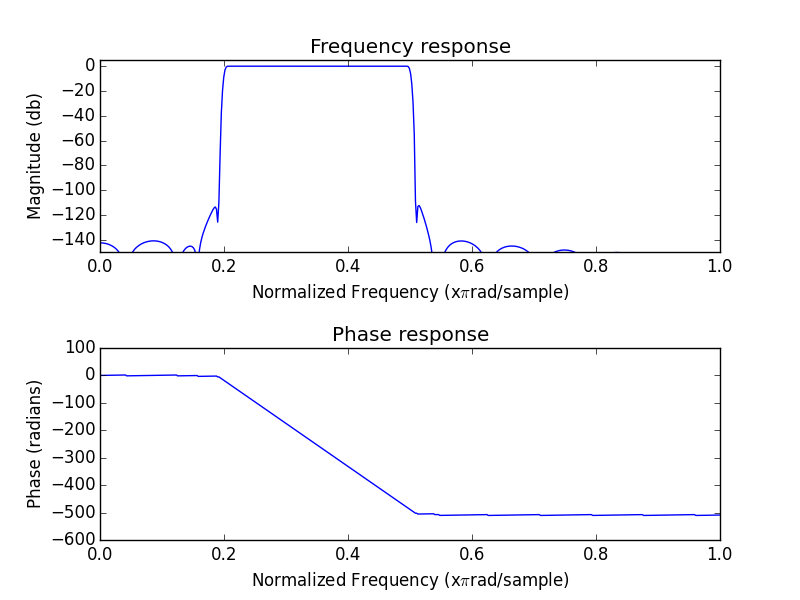 Frequency response
Magnitude (db)
0
−20
−40
−60
−80
−100
−120
−140
0.0 0.2 0.4 0.6 0.8 1.0
Normalized Frequency (xπrad/sample)
Phase response
Phase (radians)
100
0
−100
−200
−300
−400
−500
−600
0.0 0.2 0.4 0.6 0.8 1.0
Normalized Frequency (xπrad/sample)